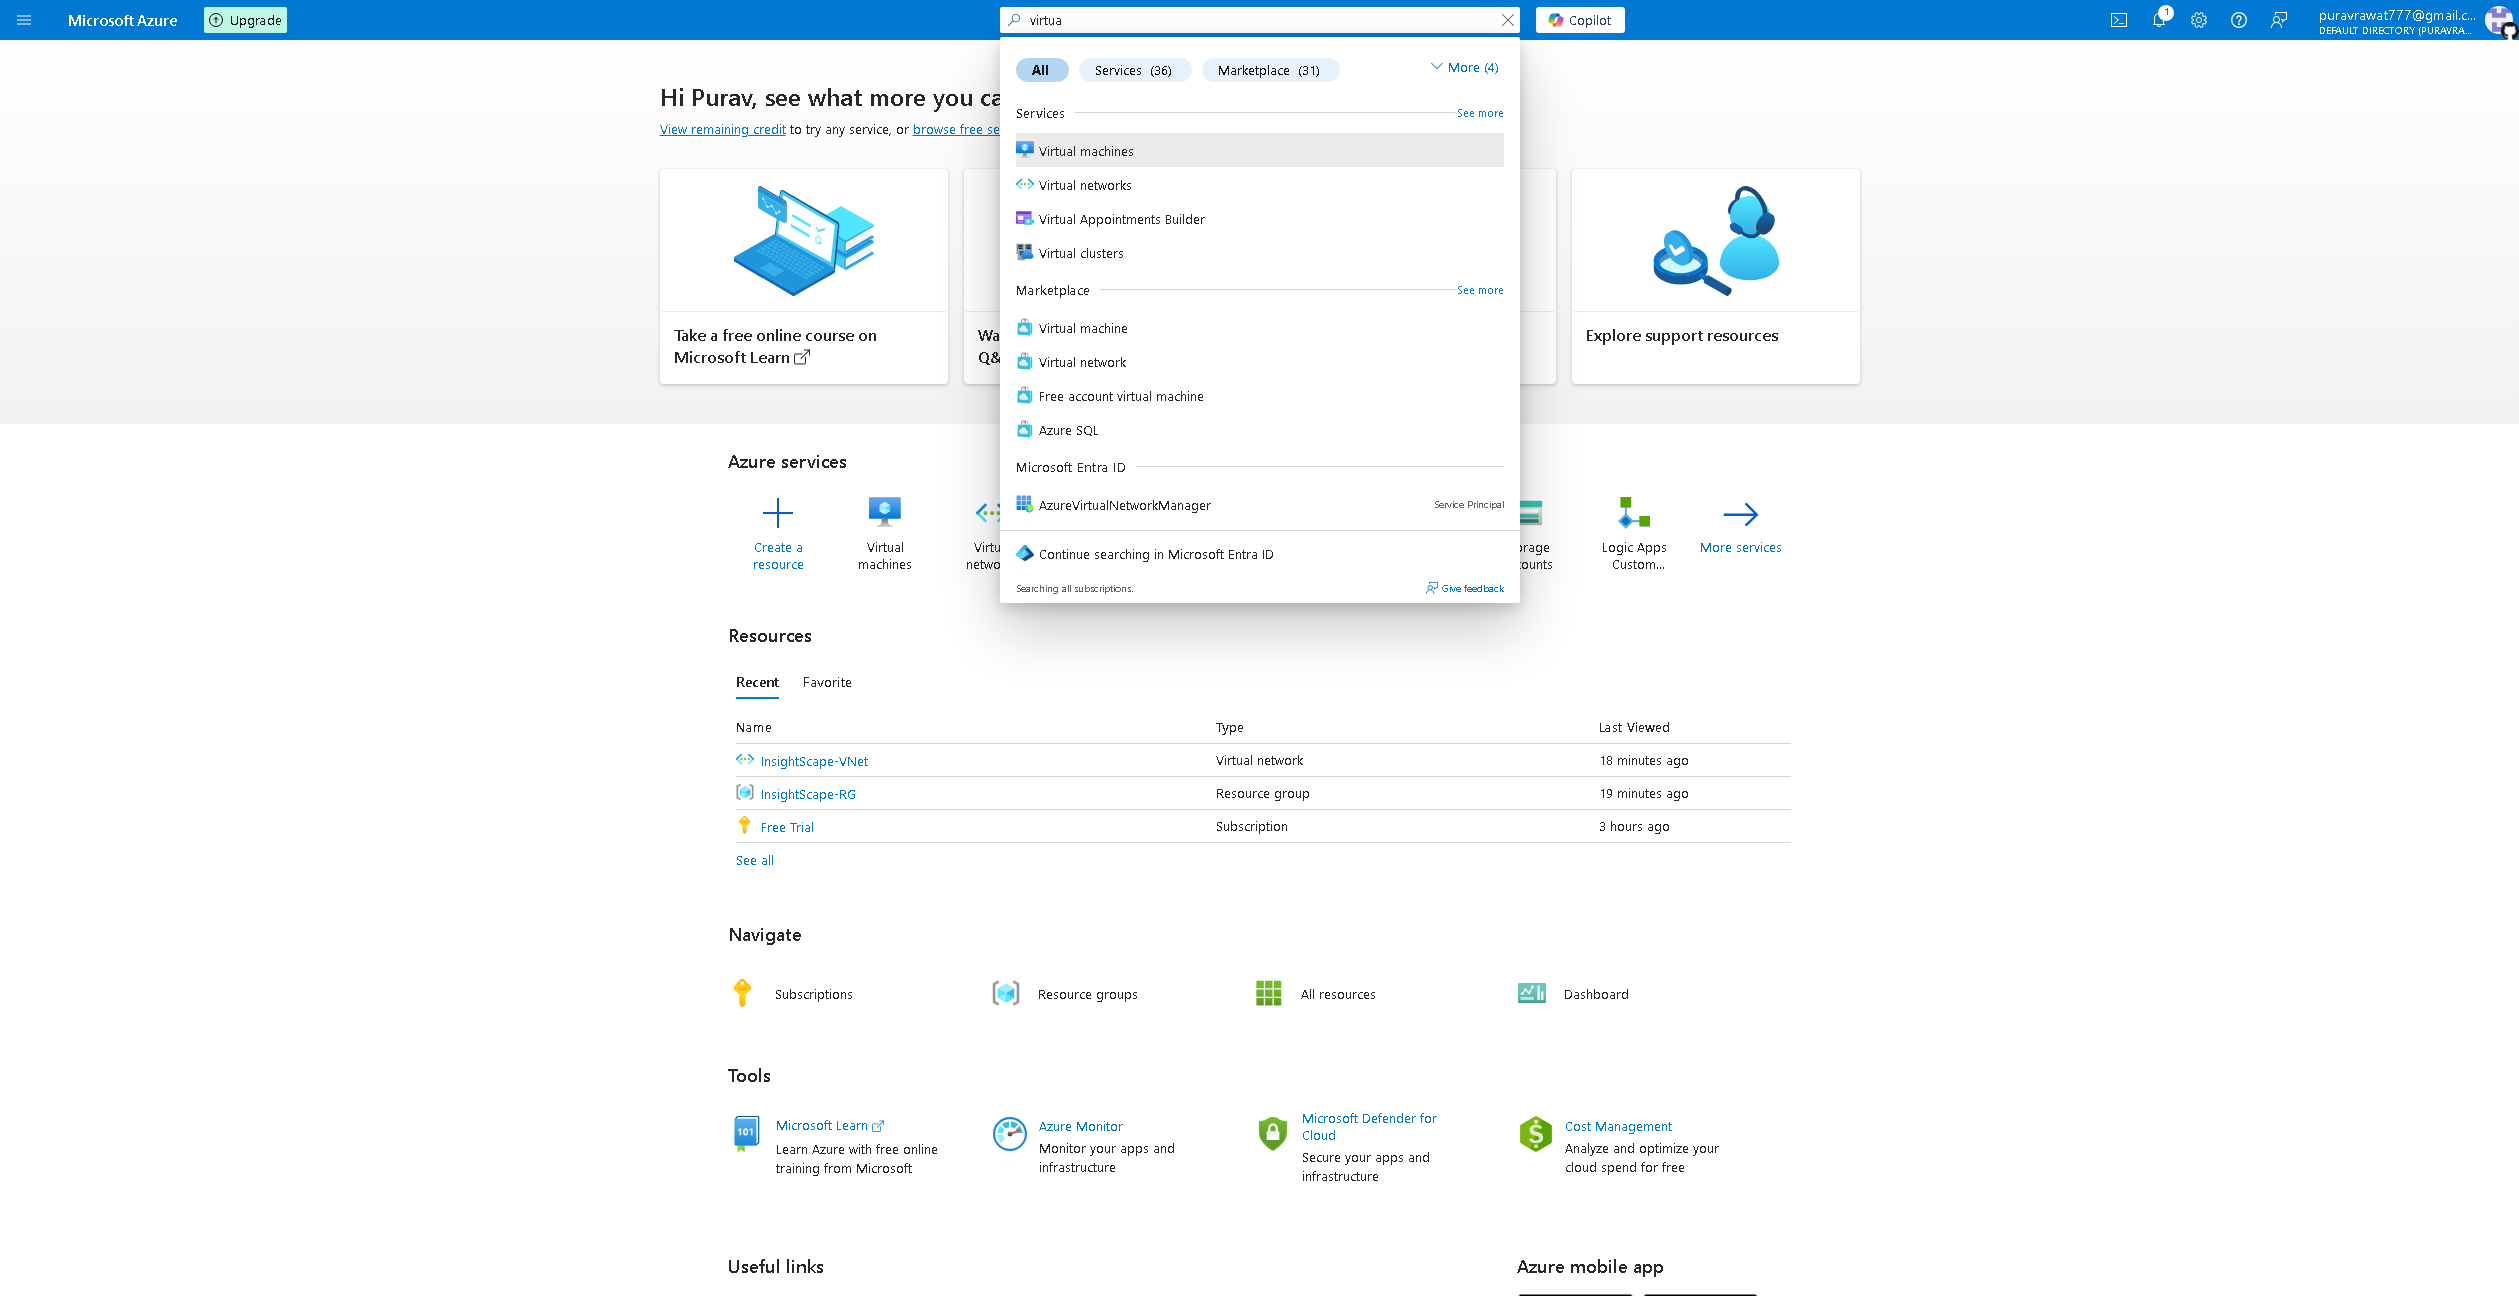 Microsoft Azure
Upgrade
virtua
Copilot
1
puravrawat777@gmail.c...
DEFAULT DIRECTORY (PURAVRA...
All
Services (36)
Marketplace (31)
More (4)
Hi Purav, see what more you ca
View remaining credit to try any service, or browse free se
Services
See more
Virtual machines
Virtual networks
Virtual Appointments Builder
Virtual clusters
Marketplace
See more
Virtual machine
Virtual network
Free account virtual machine
Azure SQL
Microsoft Entra ID
AzureVirtualNetworkManager
Service Principal
Continue searching in Microsoft Entra ID
Searching all subscriptions.
Give feedback
Take a free online course on
Microsoft Learn
Wa
Q&
Explore support resources
Azure services
Create a
resource
Virtual
machines
Virtu
netwo
orage
ounts
Logic Apps
Custom...
More services
Resources
Recent
Favorite
Name
Type
Last Viewed
InsightScape-VNet
Virtual network
18 minutes ago
InsightScape-RG
Resource group
19 minutes ago
Free Trial
Subscription
3 hours ago
See all
Navigate
Subscriptions
Resource groups
All resources
Dashboard
Tools
101
Microsoft Learn
Learn Azure with free online
training from Microsoft
Azure Monitor
Monitor your apps and
infrastructure
Microsoft Defender for
Cloud
Secure your apps and
infrastructure
Cost Management
Analyze and optimize your
cloud spend for free
Useful links
Azure mobile app